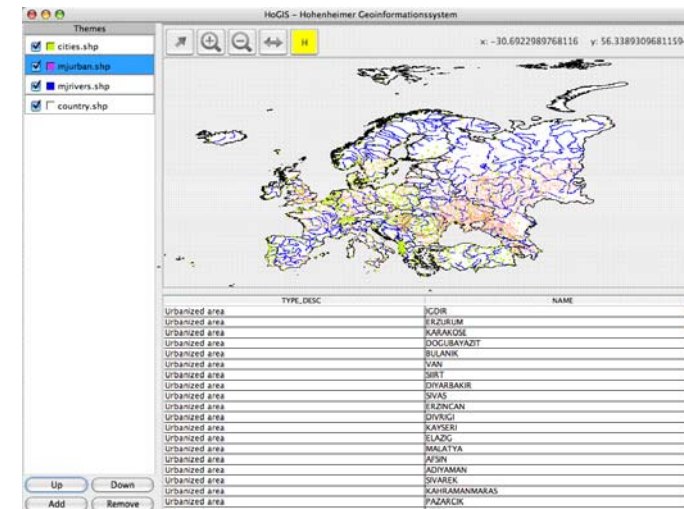 HoGIS – Hohenheimer Geoinformationssystem
Themes
cities.shp
mjurban.shp
mjrivers.shp
country.shp
Up Down
Add Remove
H
x: -30.6922989768116 y: 56.3389309681159
TYPE_DESC NAME
Urbanized area IGDIR
Urbanized area ERZURUM
Urbanized area KARAKOSE
Urbanized area DOGUBAYAZIT
Urbanized area BULANIK
Urbanized area VAN
Urbanized area SIIRT
Urbanized area DIYARBAKIR
Urbanized area SIVAS
Urbanized area ERZINCAN
Urbanized area DIVRIGI
Urbanized area KAYSERI
Urbanized area ELAZIG
Urbanized area MALATYA
Urbanized area AFSIN
Urbanized area ADIYAMAN
Urbanized area SIVAREK
Urbanized area KAHRAMANMARAS
Urbanized area PAZARCIK